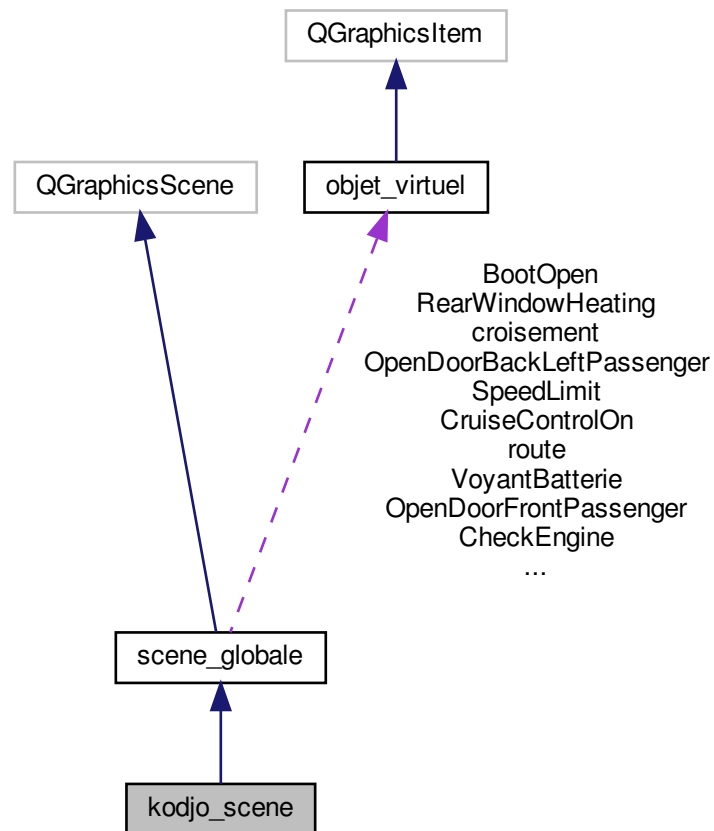 QGraphicsItem
QGraphicsScene
objet_virtuel
BootOpen
RearWindowHeating
croisement
OpenDoorBackLeftPassenger
SpeedLimit
CruiseControlOn
route
VoyantBatterie
OpenDoorFrontPassenger
CheckEngine
...
scene_globale
kodjo_scene